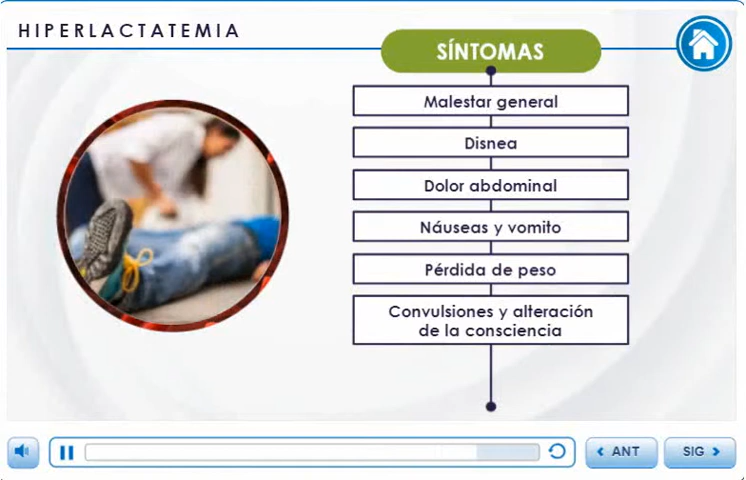 HIPERLACTATEMIA
SÍNTOMAS
Malestar general
Disnea
Dolor abdominal
Náuseas y vomito
Pérdida de peso
Convulsiones y alteración
de la consciencia
ANT
SIG